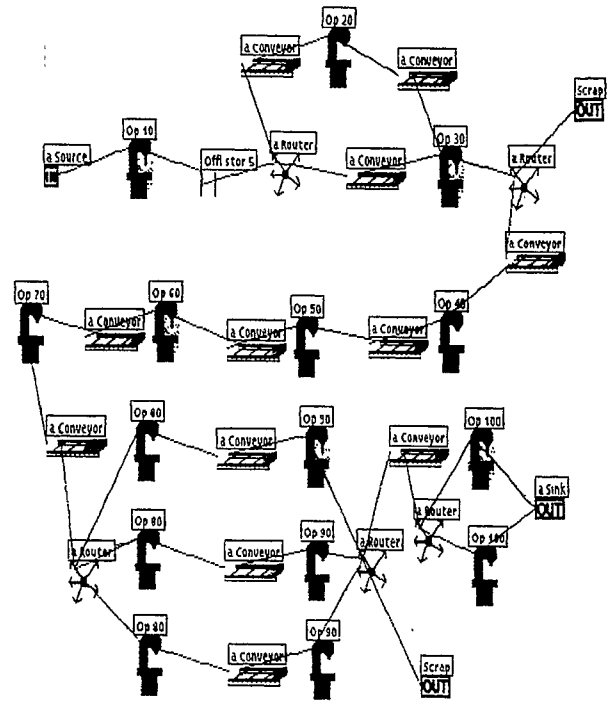 Op 20
a Conveyor
a Conveyor
Scrap
OUT
Op 10
Op 30
a Source
Offl stor 5
a Router
a Conveyor
a Router
a Conveyor
Op 70
Op 60
Op 50
Op 40
a Conveyor
a Conveyor
a Conveyor
Op 80
Op 90
Op 100
a Conveyor
a Conveyor
a Conveyor
a Sink
OUT
a Router
Op 80
Op 90
a Router
a Router
Op 100
a Conveyor
Op 80
Op 90
a Conveyor
Scrap
OUT